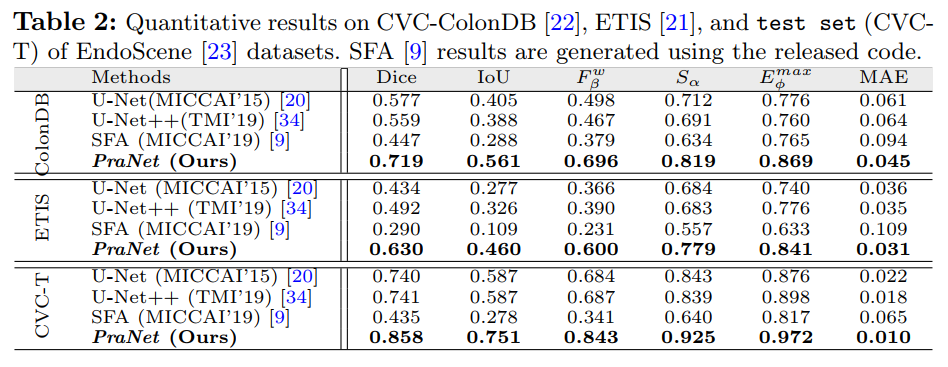 Table 2: Quantitative results on CVC-ColonDB [22], ETIS [21], and test set (CVC-
T) of EndoScene [23] datasets. SFA [9] results are generated using the released code.
Methods Dice IoU F_β^w S_α E_φ^max MAE
ColonDB
U-Net(MICCAI'15) [20] 0.577 0.405 0.498 0.712 0.776 0.061
U-Net++(TMI'19) [34] 0.559 0.388 0.467 0.691 0.760 0.064
SFA (MICCAI'19) [9] 0.447 0.288 0.379 0.634 0.765 0.094
PraNet (Ours) 0.719 0.561 0.696 0.819 0.869 0.045
ETIS
U-Net (MICCAI'15) [20] 0.434 0.277 0.366 0.684 0.740 0.036
U-Net++ (TMI'19) [34] 0.492 0.326 0.390 0.683 0.776 0.035
SFA (MICCAI'19) [9] 0.290 0.109 0.231 0.557 0.633 0.109
PraNet (Ours) 0.630 0.460 0.600 0.779 0.841 0.031
CVC-T
U-Net (MICCAI'15) [20] 0.740 0.587 0.684 0.843 0.876 0.022
U-Net++ (TMI'19) [34] 0.741 0.587 0.687 0.839 0.898 0.018
SFA (MICCAI'19) [9] 0.435 0.278 0.341 0.640 0.817 0.065
PraNet (Ours) 0.858 0.751 0.843 0.925 0.972 0.010